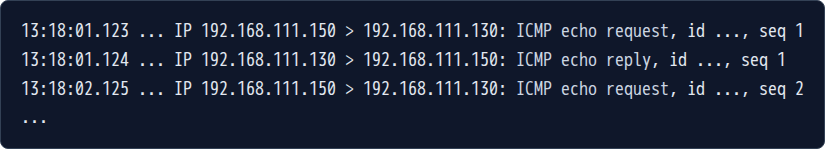 13:18:01.123 ... IP 192.168.111.150 > 192.168.111.130: ICMP echo request, id ..., seq 1
13:18:01.124 ... IP 192.168.111.130 > 192.168.111.150: ICMP echo reply, id ..., seq 1
13:18:02.125 ... IP 192.168.111.150 > 192.168.111.130: ICMP echo request, id ..., seq 2
...